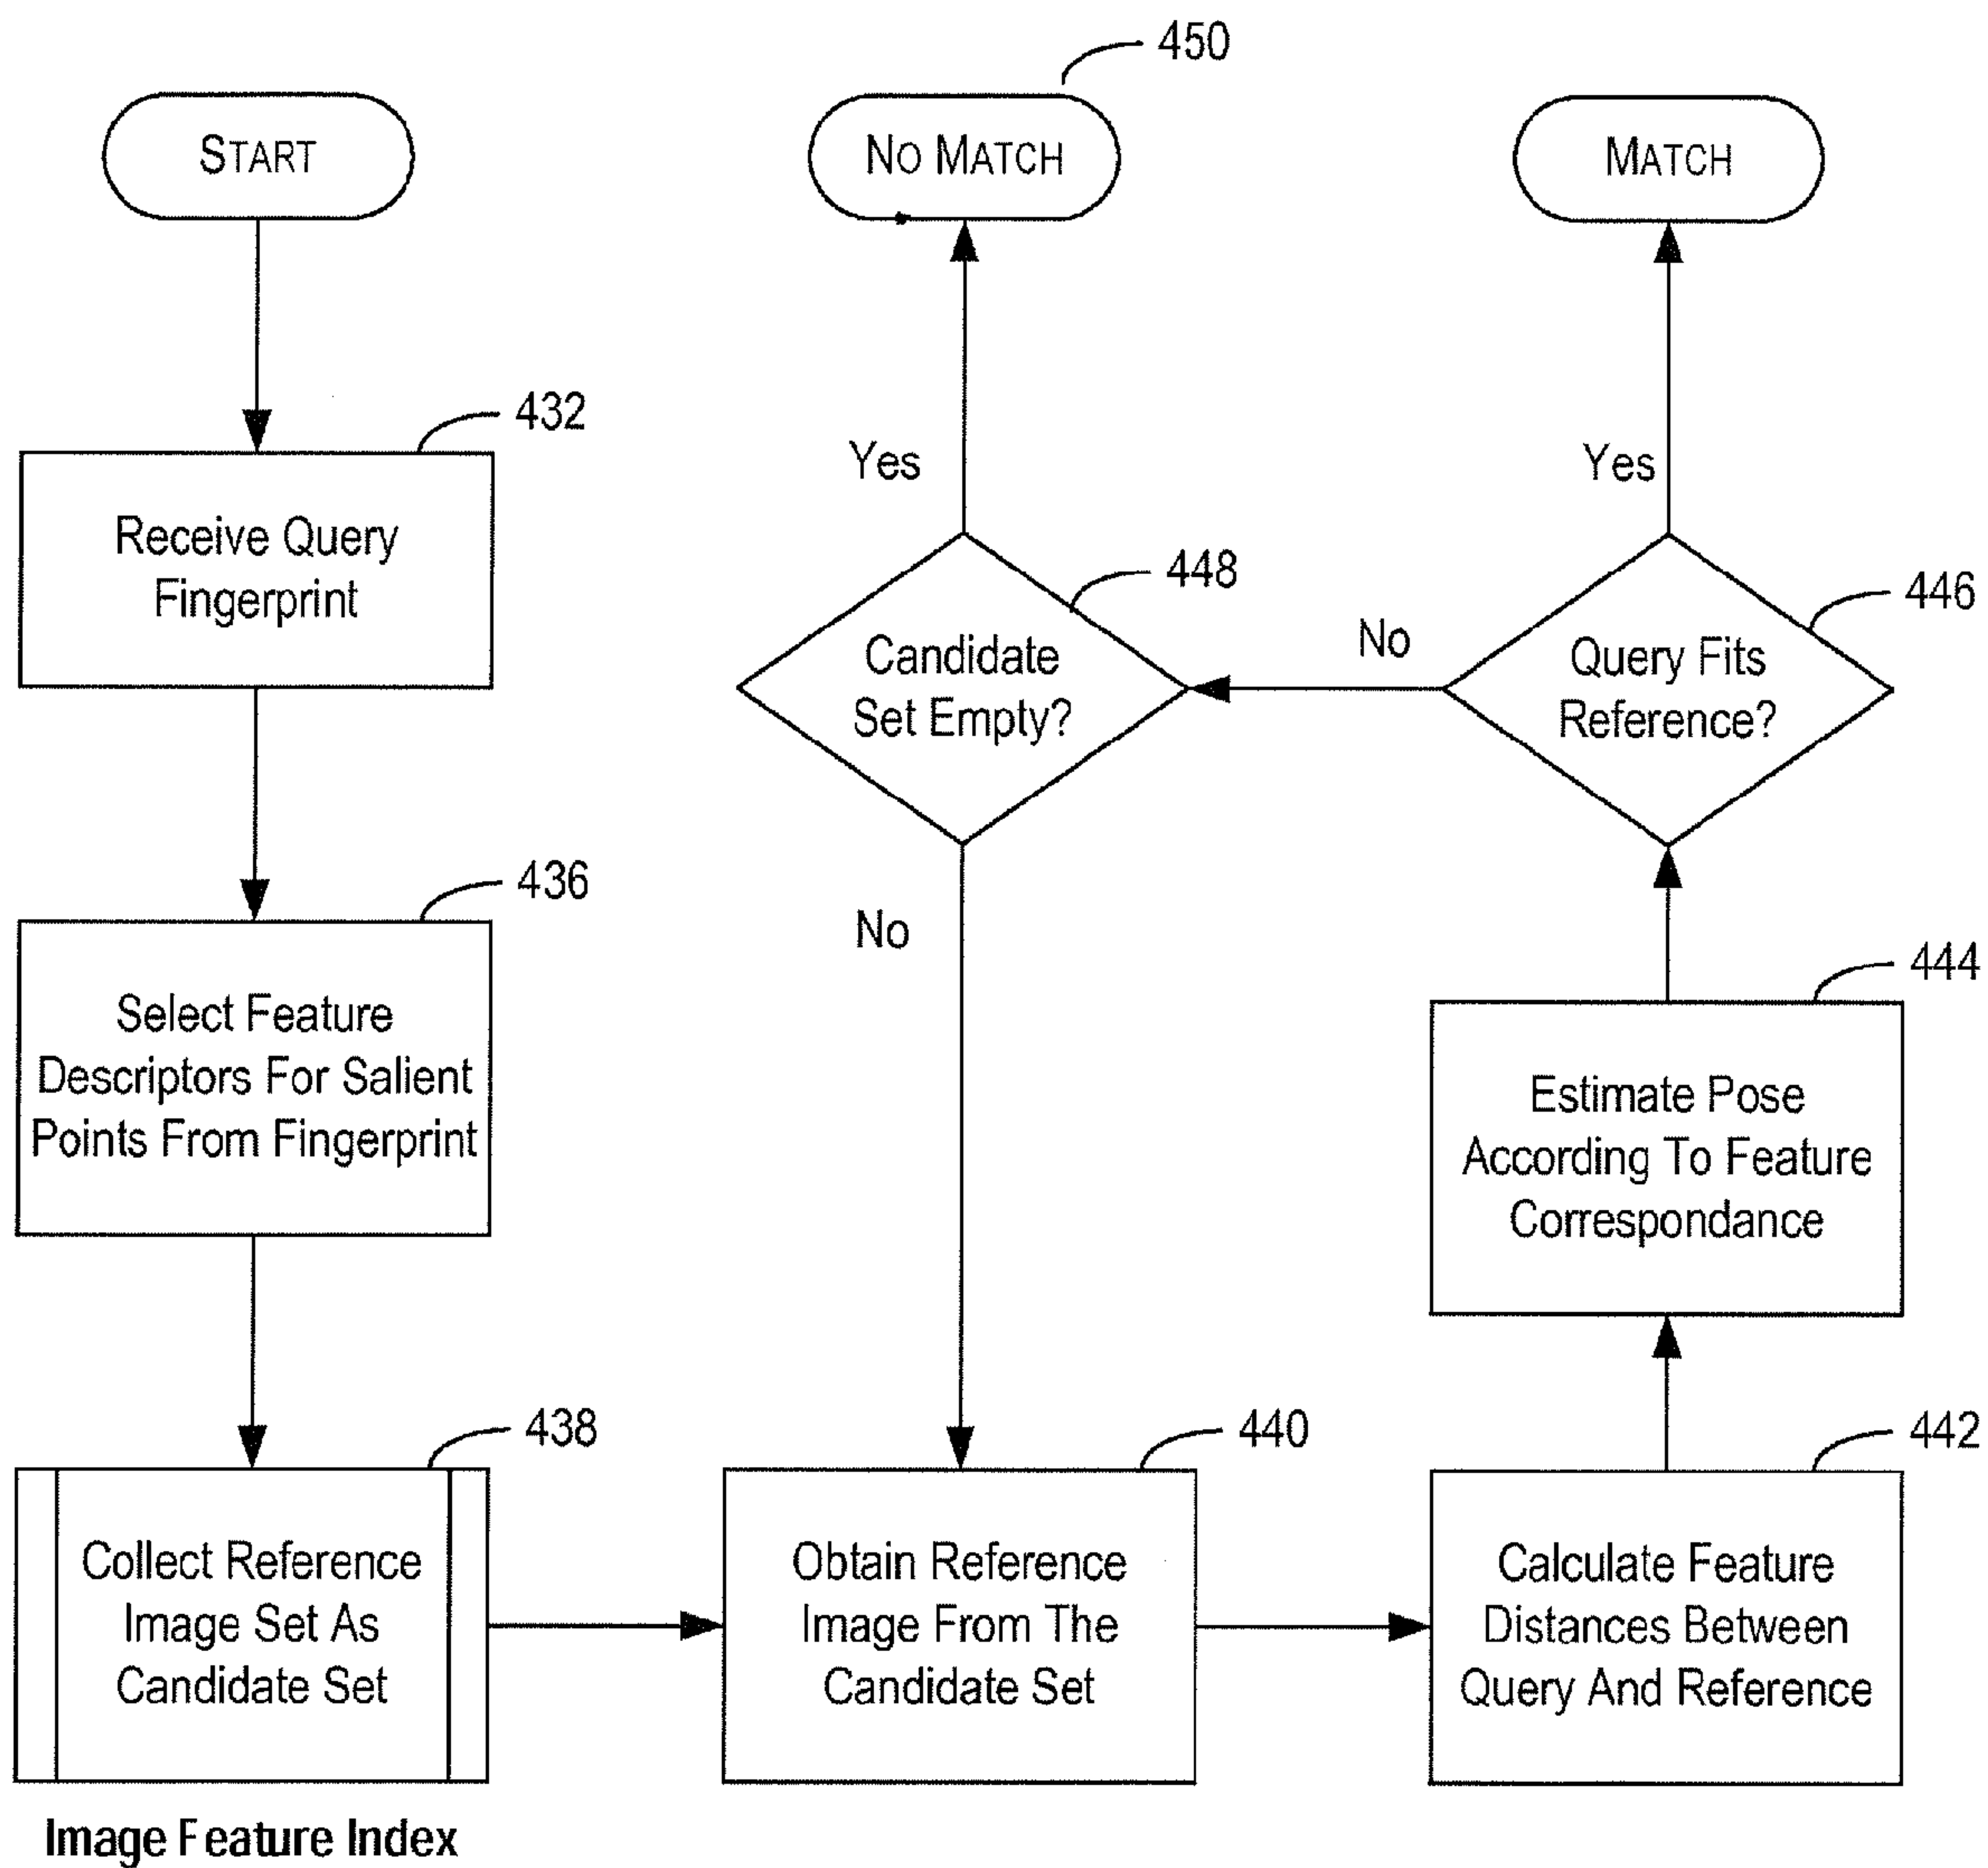 START
432
Receive Query
Fingerprint
436
Select Feature
Descriptors For Salient
Points From Fingerprint
438
Collect Reference
Image Set As
Candidate Set
Image Feature Index
450
NO MATCH
Yes
448
Candidate
Set Empty?
No
440
Obtain Reference
Image From The
Candidate Set
MATCH
Yes
446
Query Fits
Reference?
No
444
Estimate Pose
According To Feature
Correspondance
442
Calculate Feature
Distances Between
Query And Reference